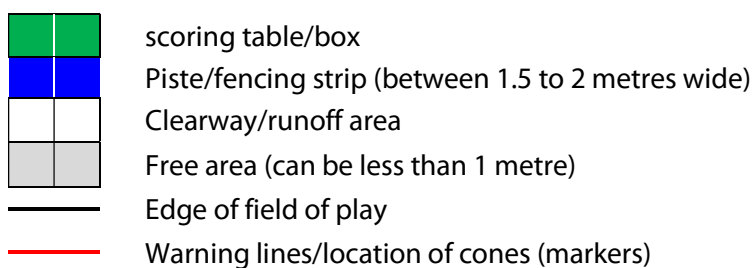 scoring table/box
Piste/fencing strip (between 1.5 to 2 metres wide)
Clearway/runoff area
Free area (can be less than 1 metre)
Edge of field of play
Warning lines/location of cones (markers)